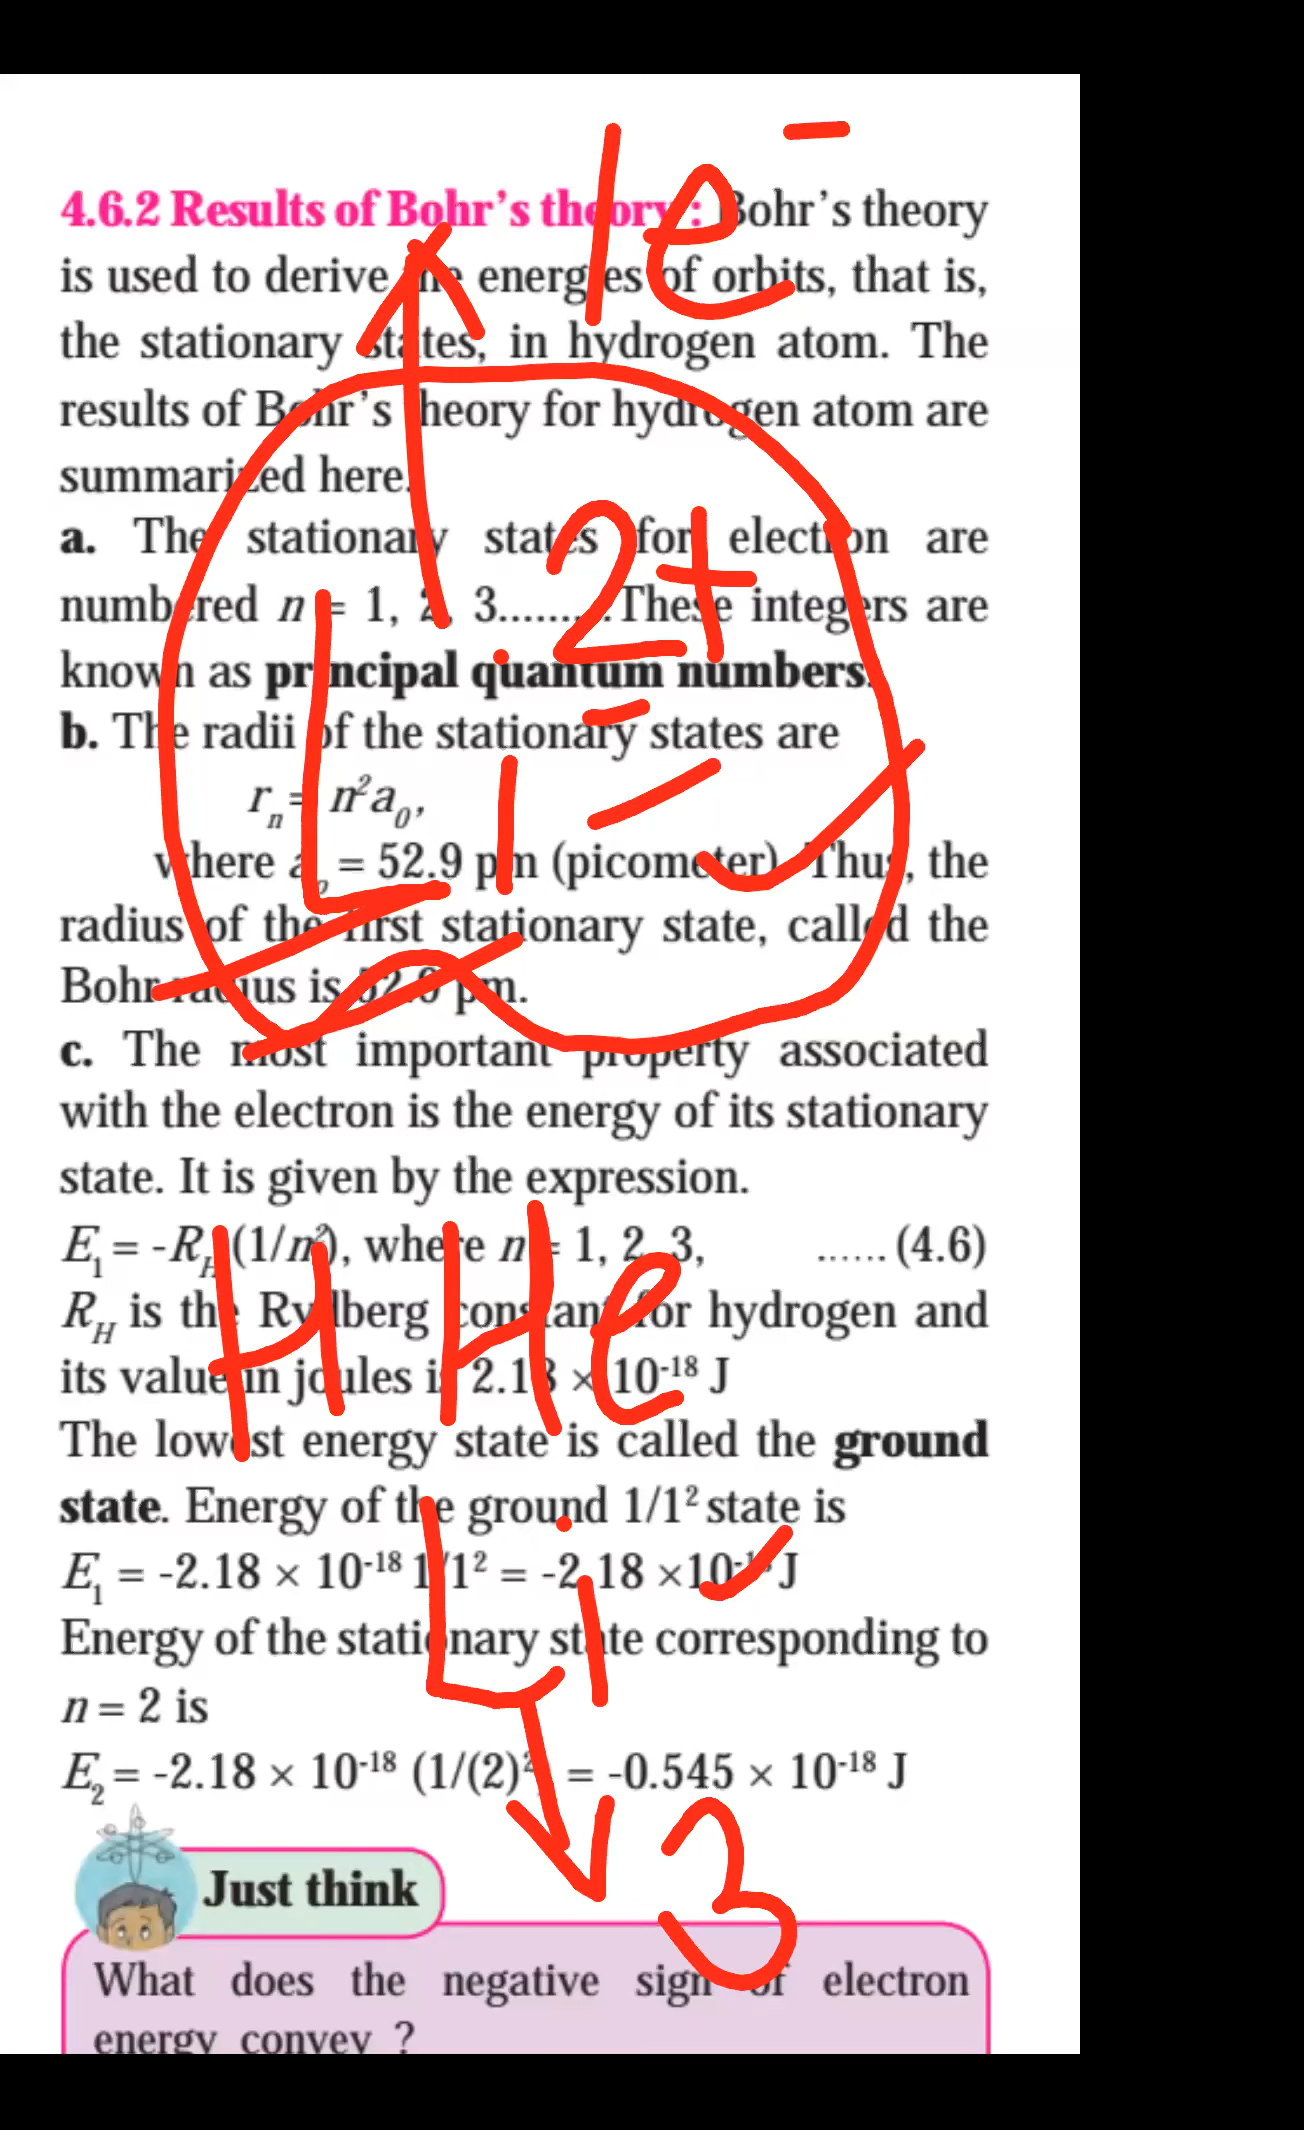 1e⁻
4.6.2 Results of Bohr's theory : Bohr's theory
is used to derive the energies of orbits, that is,
the stationary states, in hydrogen atom. The
results of Bohr's theory for hydrogen atom are
summarized here.
a. The stationary states for electron are
numbered n = 1, 2, 3......... These integers are
known as principal quantum numbers.
b. The radii of the stationary states are
Li²⁺
rₙ = n²a₀,
where a₀ = 52.9 pm (picometer). Thus, the
radius of the first stationary state, called the
Bohr radius is 52.9 pm.
c. The most important property associated
with the electron is the energy of its stationary
state. It is given by the expression.
E₁ = -R_H (1/n²), where n = 1, 2, 3, ...... (4.6)
H He
R_H is the Rydberg constant for hydrogen and
its value in joules is 2.18 × 10⁻¹⁸ J
The lowest energy state is called the ground
state. Energy of the ground 1/1² state is
E₁ = -2.18 × 10⁻¹⁸ 1/1² = -2.18 ×10⁻¹⁸ J
Li
Energy of the stationary state corresponding to
n = 2 is
E₂ = -2.18 × 10⁻¹⁸ (1/(2)²) = -0.545 × 10⁻¹⁸ J
3
Just think
What does the negative sign of electron
energy convey ?